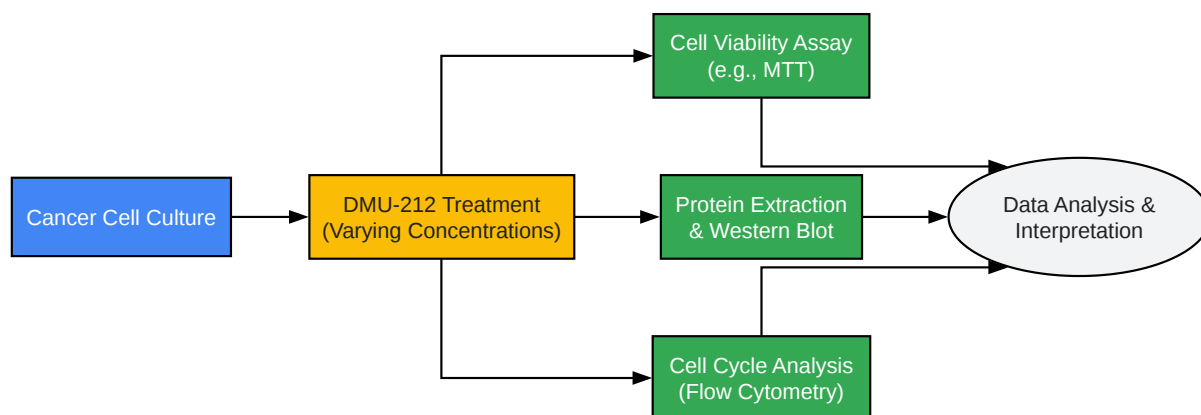 Cell Viability Assay
(e.g., MTT)
Cancer Cell Culture
DMU-212 Treatment
(Varying Concentrations)
Protein Extraction
& Western Blot
Data Analysis &
Interpretation
Cell Cycle Analysis
(Flow Cytometry)